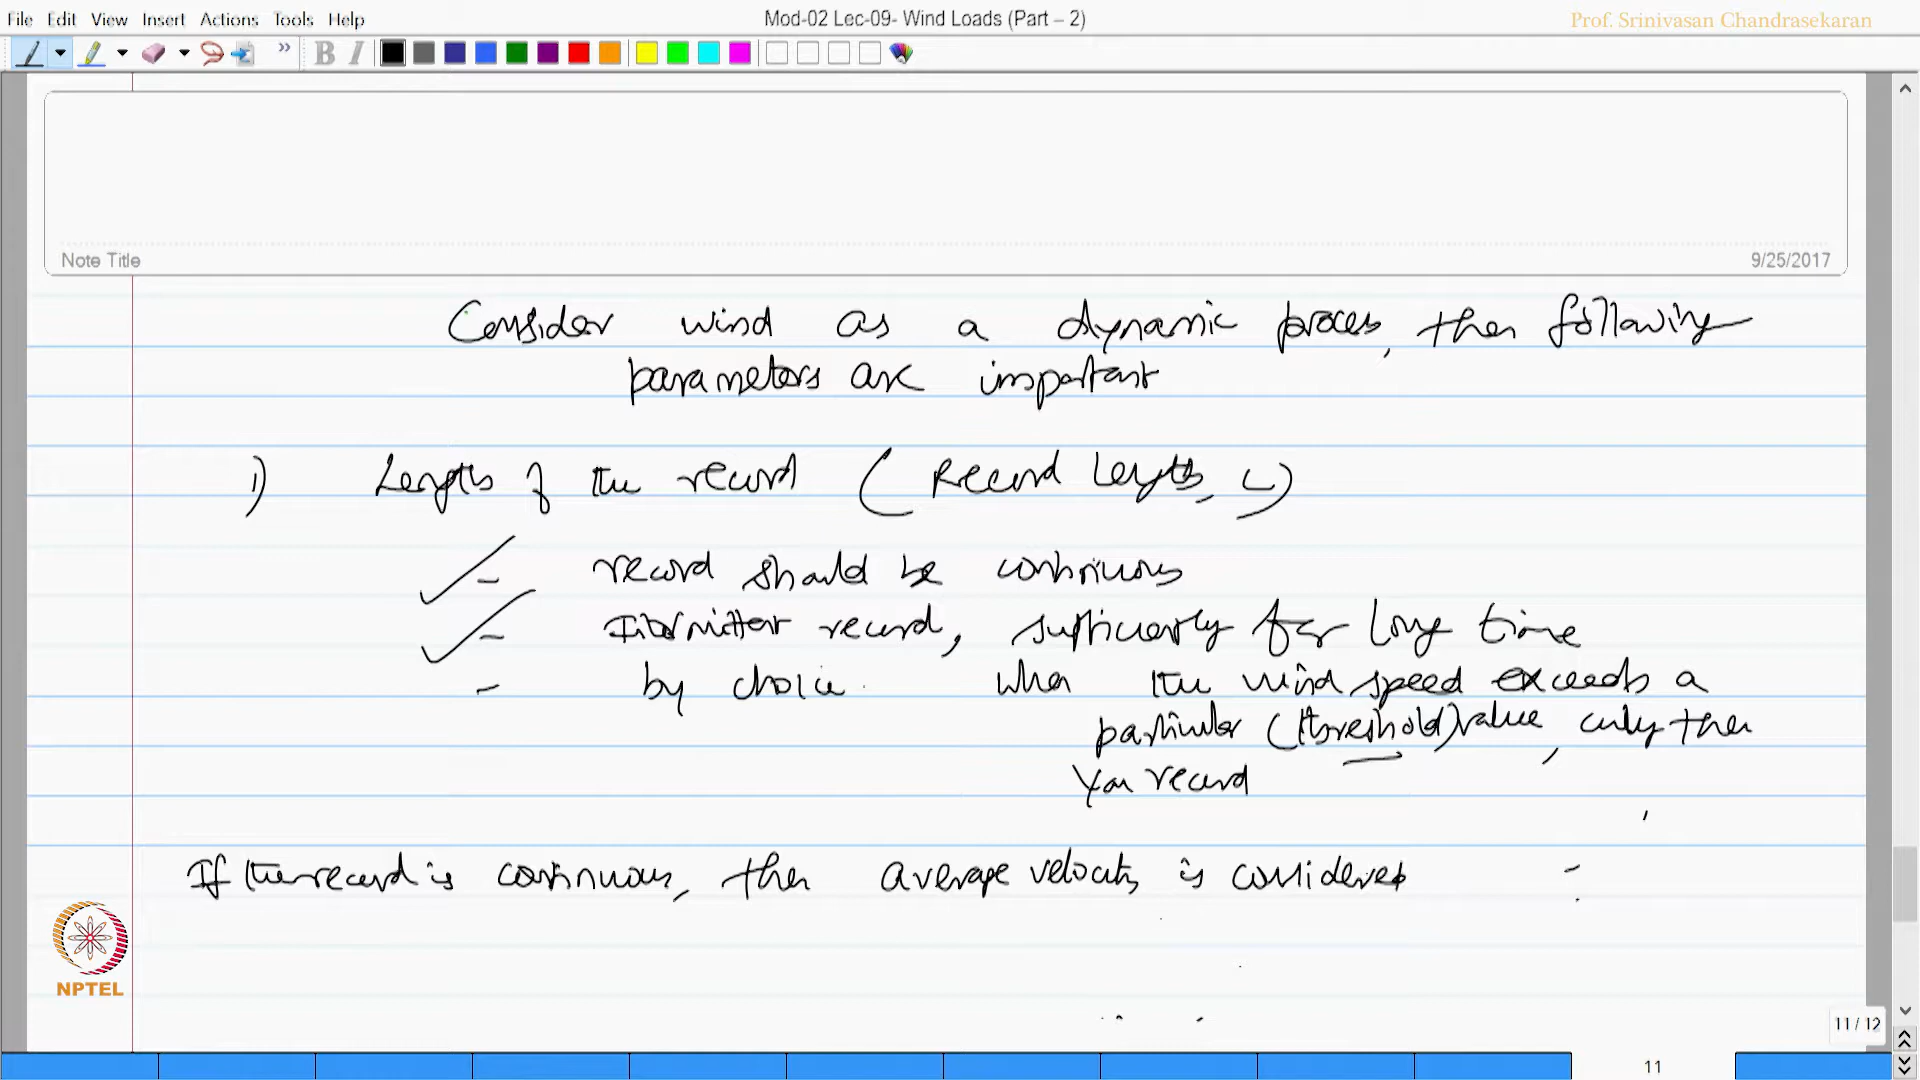 File Edit View Insert Actions Tools Help
Mod-02 Lec-09- Wind Loads (Part – 2)
Prof. Srinivasan Chandrasekaran
B I
Note Title
9/25/2017
Consider wind as a dynamic process, then following
parameters are important
1) Length of the record (Record length, L)
- record should be continuous
- Intermittent record, sufficiently for long time
- by choice. when the wind speed exceeds a
particular (threshold) value, only then
you record
If the record is continuous, then average velocity is considered
NPTEL
11 / 12
11